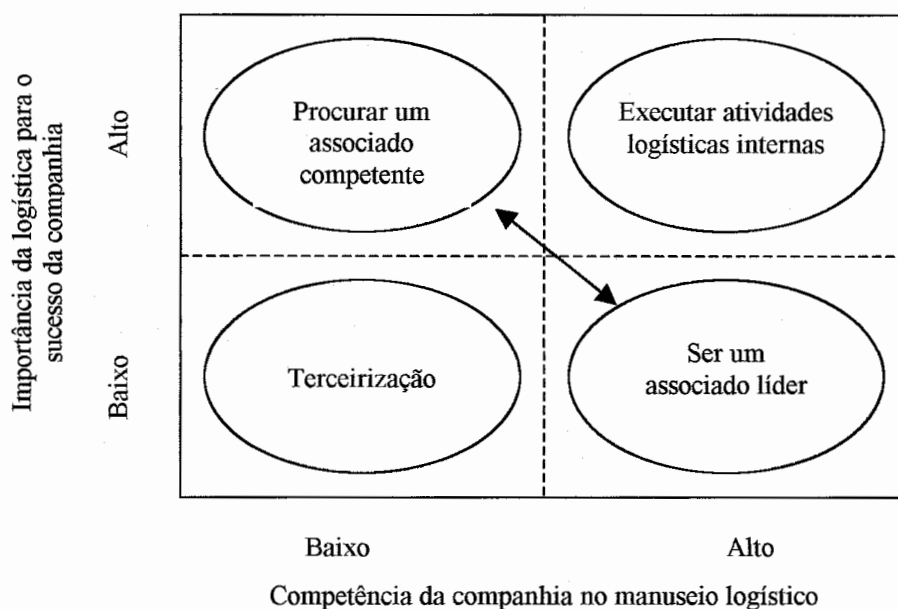 Importância da logística para o
sucesso da companhia
Alto
Baixo
Procurar um
associado
competente
Executar atividades
logísticas internas
Terceirização
Ser um
associado líder
Baixo
Alto
Competência da companhia no manuseio logístico